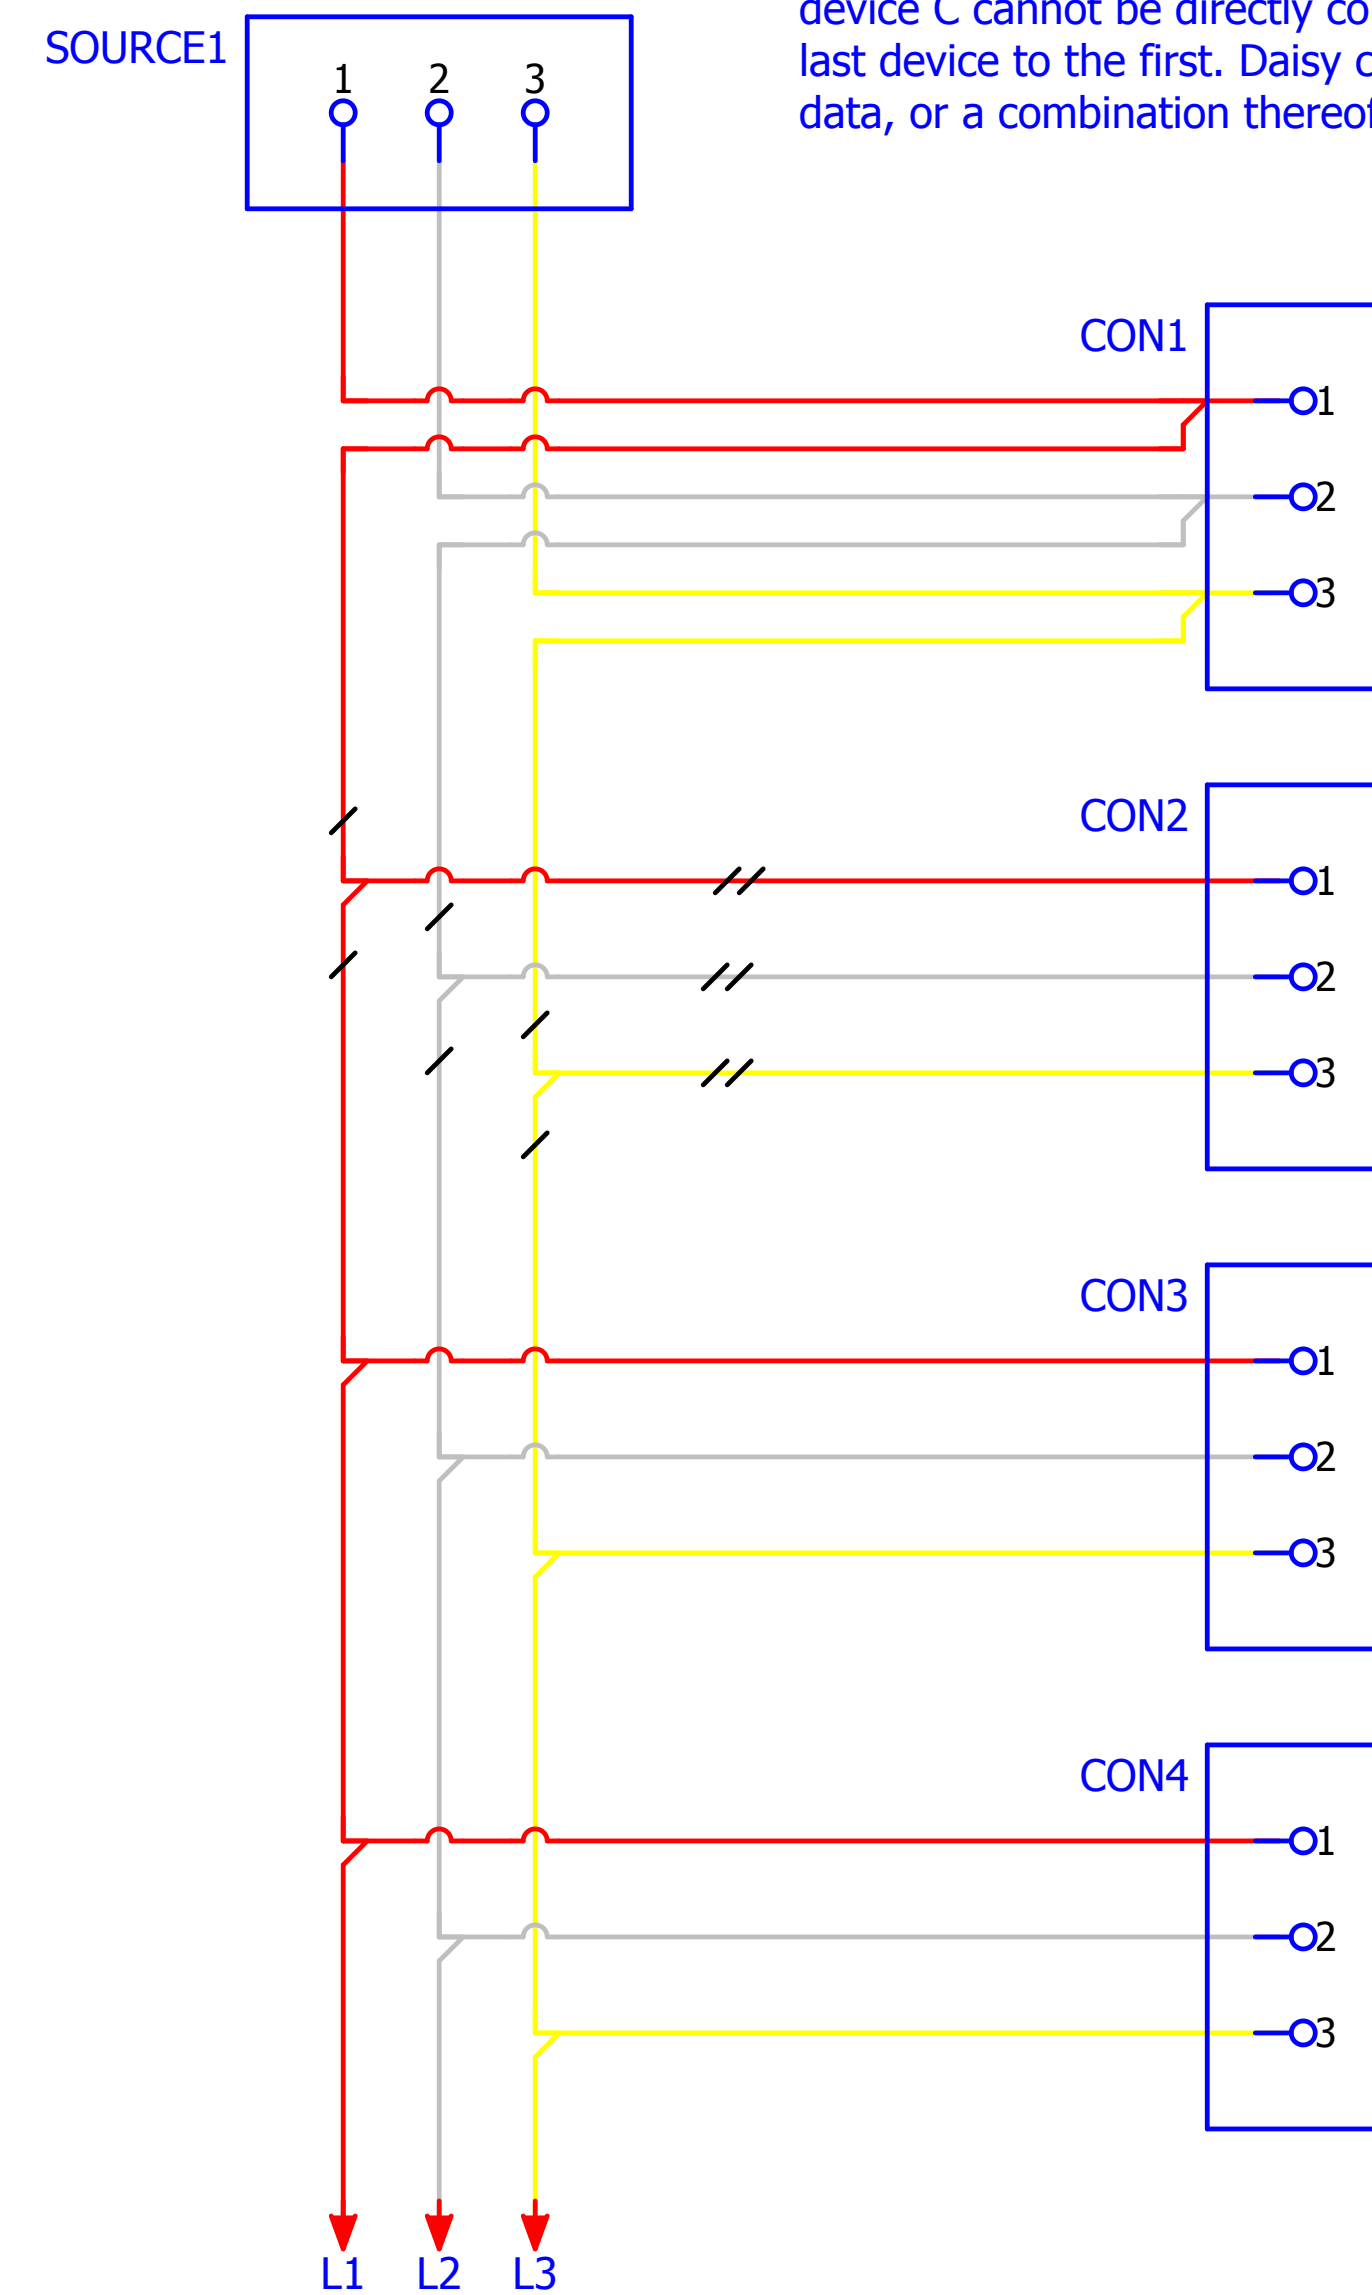 device C cannot be directly co
last device to the first. Daisy c
data, or a combination thereof
SOURCE1
1 2 3
CON1
1
2
3
CON2
1
2
3
CON3
1
2
3
CON4
1
2
3
L1 L2 L3